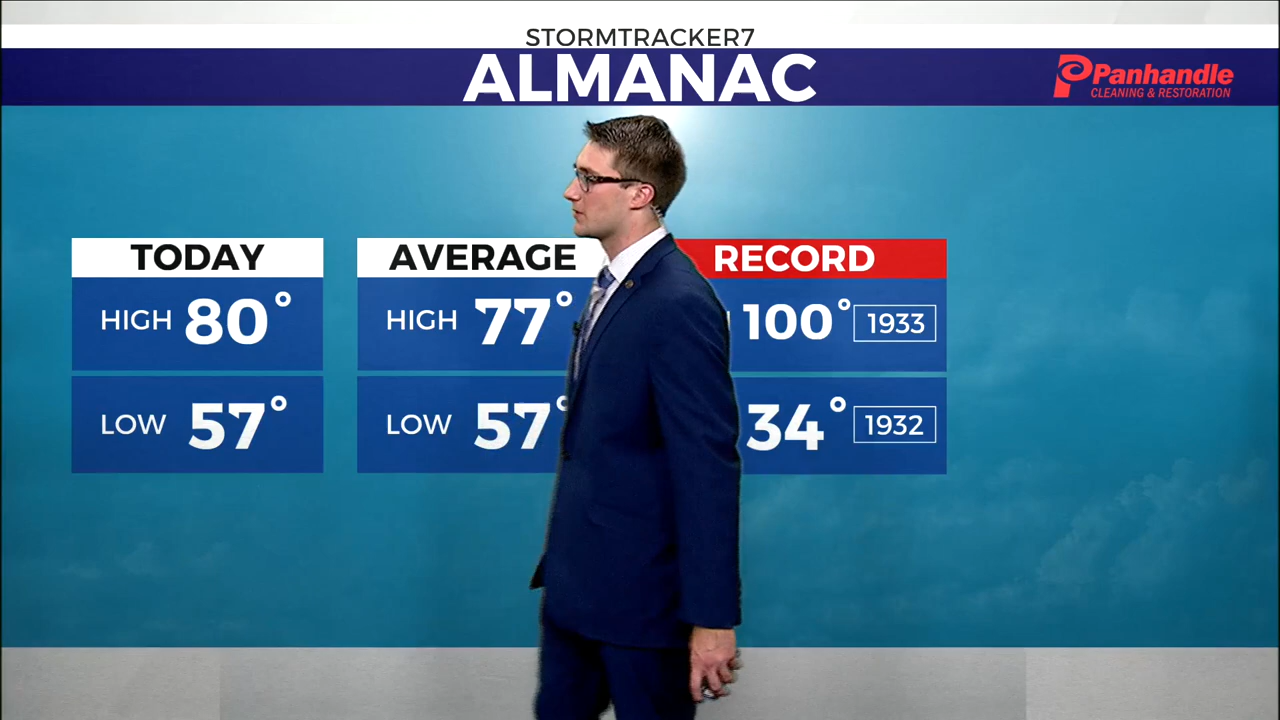 STORMTRACKER7
ALMANAC
Panhandle
CLEANING & RESTORATION
TODAY
HIGH 80°
LOW 57°
AVERAGE
HIGH 77°
LOW 57°
RECORD
100° 1933
34° 1932